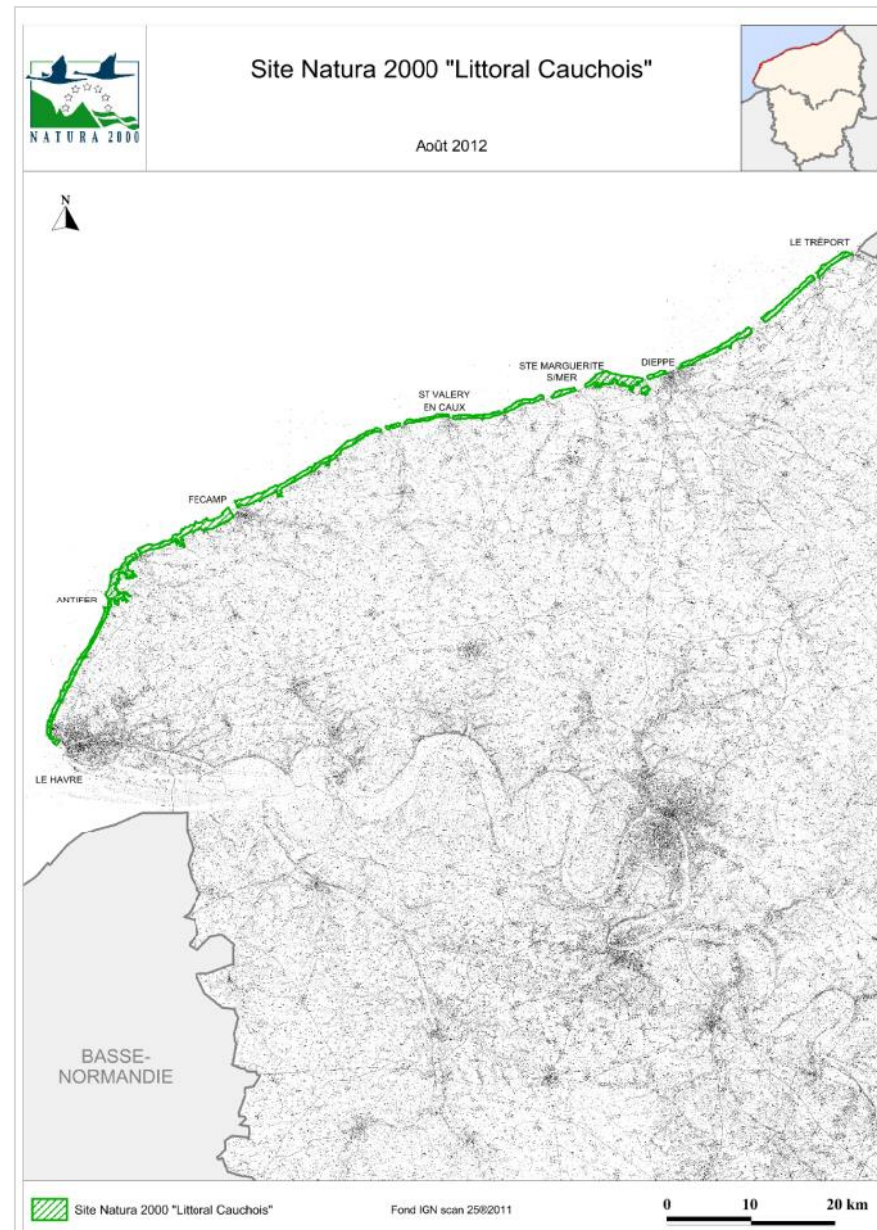 Site Natura 2000 "Littoral Cauchois"
Août 2012
NATURA 2000
N
LE TRÉPORT
DIEPPE
STE MARGUERITE
S/MER
ST VALERY
EN CAUX
FECAMP
ANTIFER
LE HAVRE
BASSE-
NORMANDIE
Site Natura 2000 "Littoral Cauchois"
Fond IGN scan 25®2011
0 10 20 km